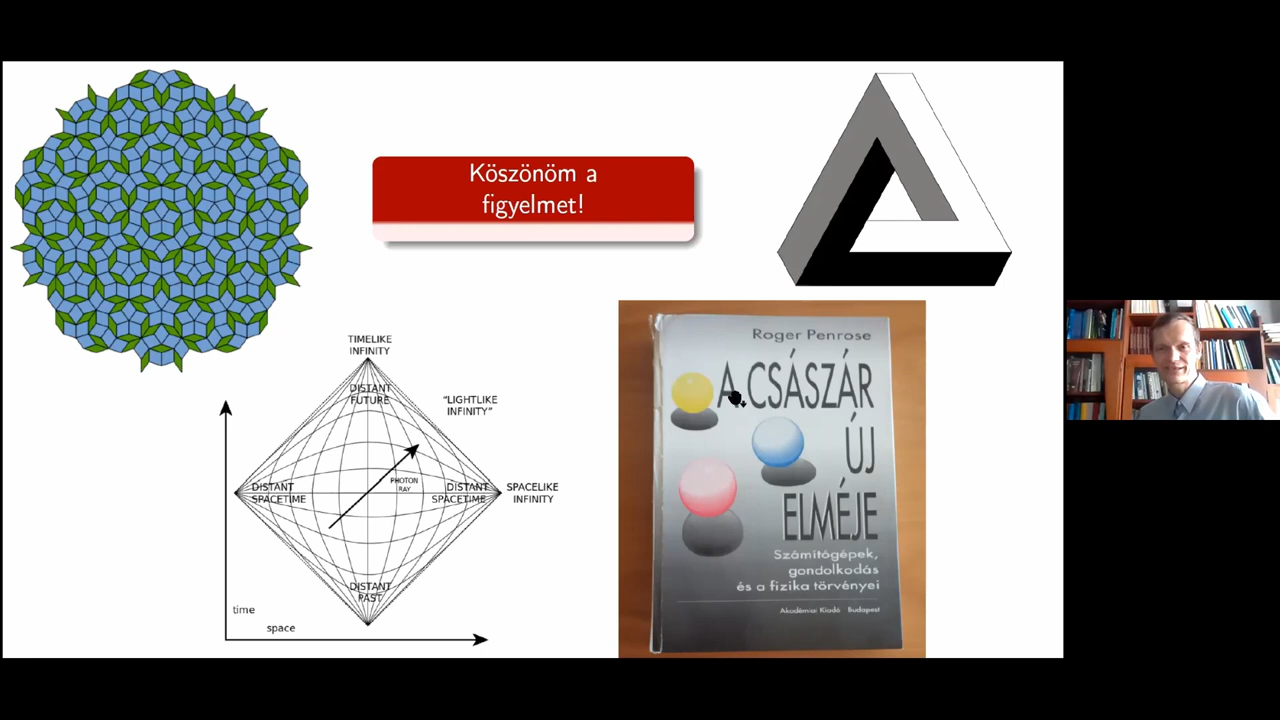 Köszönöm a
figyelmet!
TIMELIKE
INFINITY
DISTANT
FUTURE
"LIGHTLIKE
INFINITY"
PHOTON
RAY
DISTANT
SPACETIME
DISTANT
SPACETIME
SPACELIKE
INFINITY
DISTANT
PAST
time
space
Roger Penrose
A CSÁSZÁR
ÚJ
ELMÉJE
Számítógépek,
gondolkodás
és a fizika törvényei
Akadémiai Kiadó Budapest